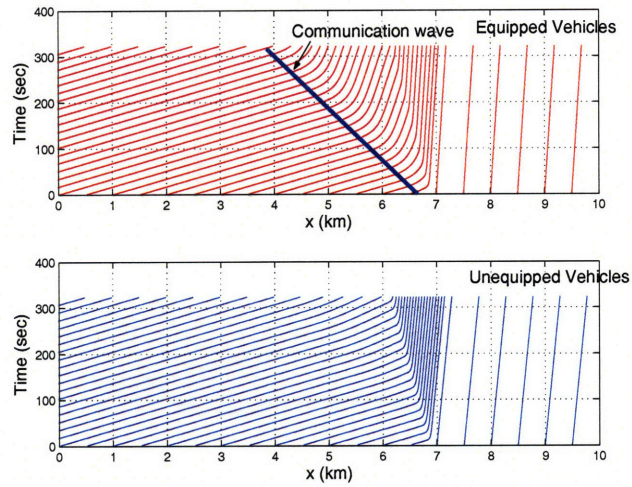 Communication wave
Equipped Vehicles
Time (sec)
400
300
200
100
0
0 1 2 3 4 5 6 7 8 9 10
x (km)
Unequipped Vehicles
Time (sec)
400
300
200
100
0
0 1 2 3 4 5 6 7 8 9 10
x (km)